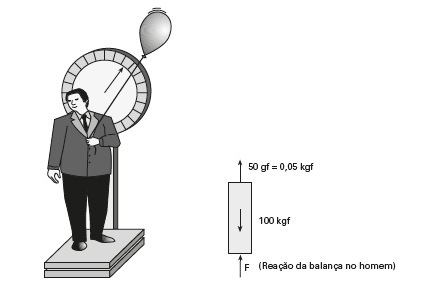 50 gf = 0,05 kgf
100 kgf
F (Reação da balança no homem)